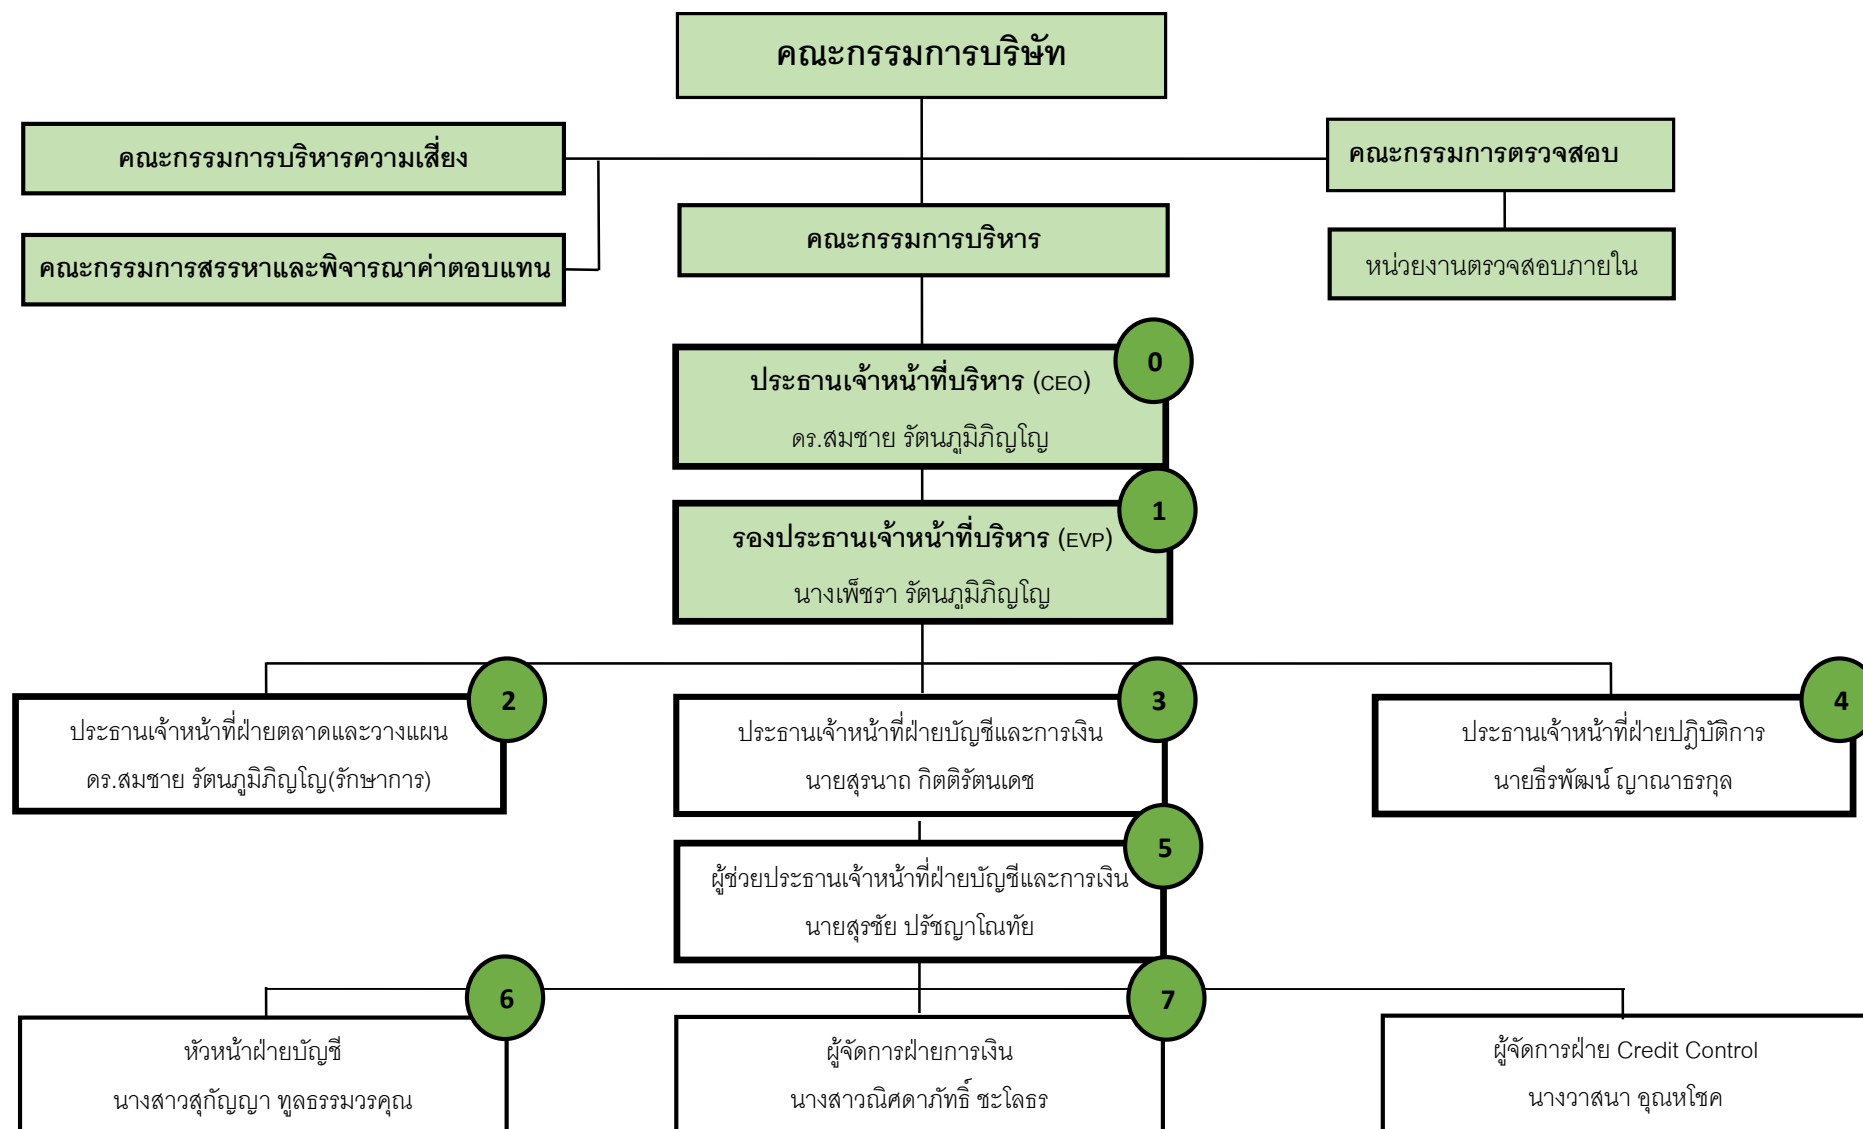 คณะกรรมการบริษัท
คณะกรรมการบริหารความเสี่ยง
คณะกรรมการตรวจสอบ
คณะกรรมการบริหาร
คณะกรรมการสรรหาและพิจารณาค่าตอบแทน
หน่วยงานตรวจสอบภายใน
0
ประธานเจ้าหน้าที่บริหาร (CEO)
ดร.สมชาย รัตนภูมิภิญโญ
1
รองประธานเจ้าหน้าที่บริหาร (EVP)
นางเพ็ชรา รัตนภูมิภิญโญ
2
ประธานเจ้าหน้าที่ฝ่ายตลาดและวางแผน
ดร.สมชาย รัตนภูมิภิญโญ(รักษาการ)
3
ประธานเจ้าหน้าที่ฝ่ายบัญชีและการเงิน
นายสุรนาถ กิตติรัตนเดช
4
ประธานเจ้าหน้าที่ฝ่ายปฏิบัติการ
นายธีรพัฒน์ ญาณาธรกุล
5
ผู้ช่วยประธานเจ้าหน้าที่ฝ่ายบัญชีและการเงิน
นายสุรชัย ปรัชญาโณทัย
6
หัวหน้าฝ่ายบัญชี
นางสาวสุกัญญา ทูลธรรมวรคุณ
7
ผู้จัดการฝ่ายการเงิน
นางสาวณิศดาภัทธิ์ ชะโลธร
ผู้จัดการฝ่าย Credit Control
นางวาสนา อุณหโชค